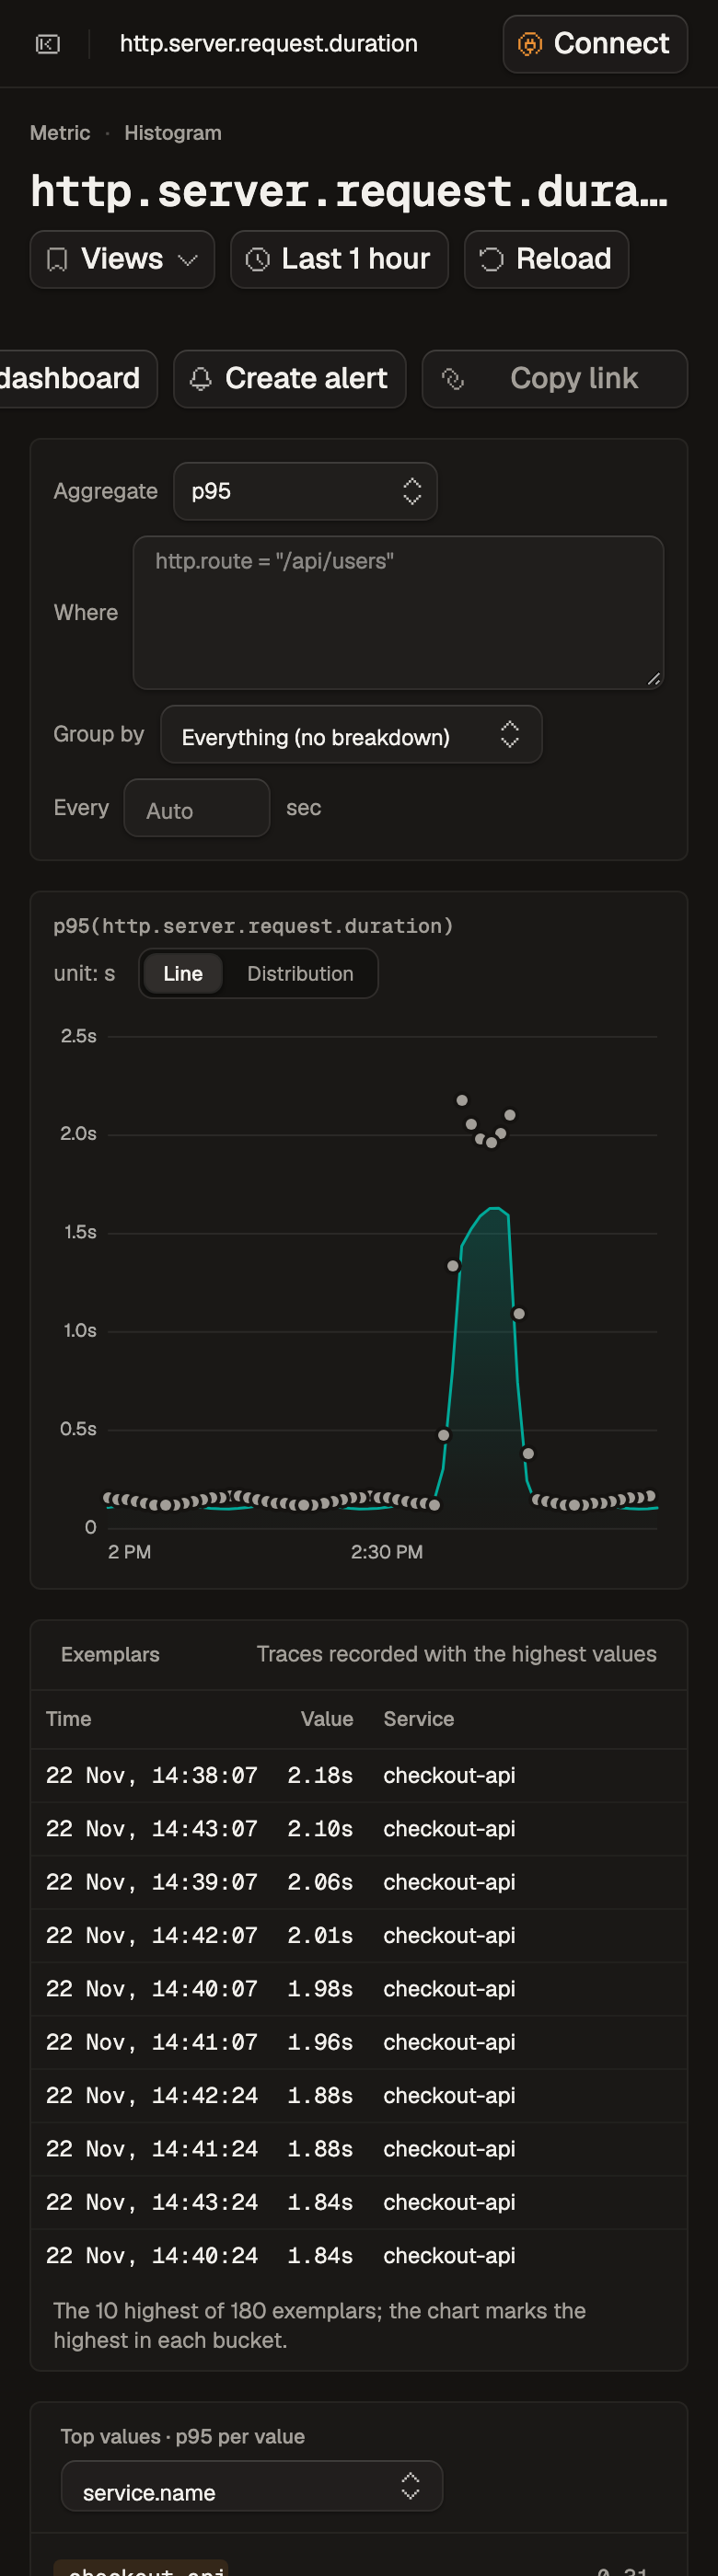 http.server.request.duration
Connect
Metric · Histogram
http.server.request.dura…
Views
Last 1 hour
Reload
dashboard
Create alert
Copy link
Aggregate
p95
Where
http.route = "/api/users"
Group by
Everything (no breakdown)
Every
Auto
sec
p95(http.server.request.duration)
unit: s
Line
Distribution
2.5s
2.0s
1.5s
1.0s
0.5s
0
2 PM
2:30 PM
Exemplars
Traces recorded with the highest values
Time Value Service
22 Nov, 14:38:07 2.18s checkout-api
22 Nov, 14:43:07 2.10s checkout-api
22 Nov, 14:39:07 2.06s checkout-api
22 Nov, 14:42:07 2.01s checkout-api
22 Nov, 14:40:07 1.98s checkout-api
22 Nov, 14:41:07 1.96s checkout-api
22 Nov, 14:42:24 1.88s checkout-api
22 Nov, 14:41:24 1.88s checkout-api
22 Nov, 14:43:24 1.84s checkout-api
22 Nov, 14:40:24 1.84s checkout-api
The 10 highest of 180 exemplars; the chart marks the
highest in each bucket.
Top values · p95 per value
service.name
checkout-api